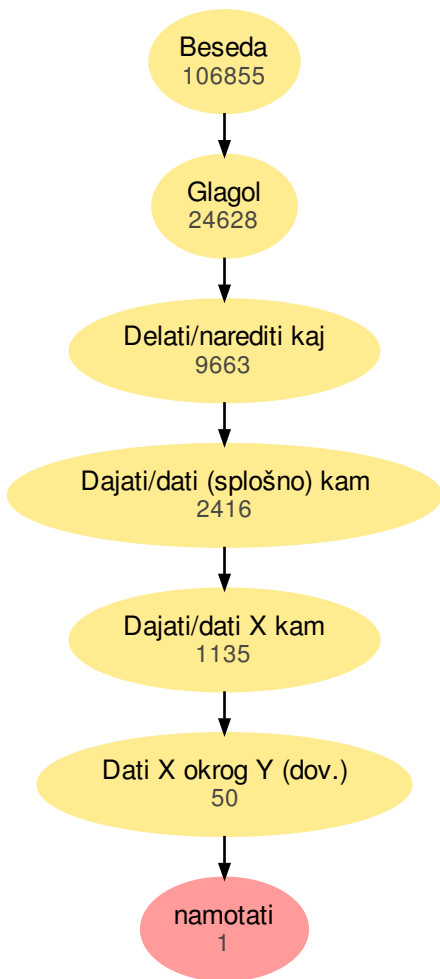 Beseda
106855
Glagol
24628
Delati/narediti kaj
9663
Dajati/dati (splošno) kam
2416
Dajati/dati X kam
1135
Dati X okrog Y (dov.)
50
namotati
1